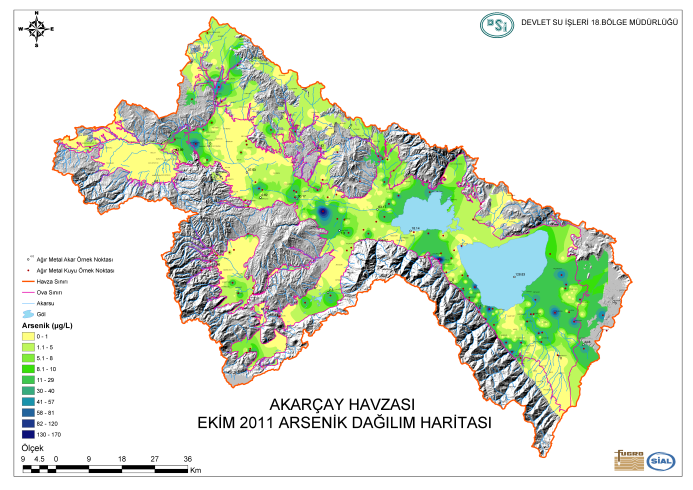 N
W E
S
DSİ
DEVLET SU İŞLERİ 18.BÖLGE MÜDÜRLÜĞÜ
Ağır Metal Akar Örnek Noktası
Ağır Metal Kuyu Örnek Noktası
Havza Sınırı
Ova Sınırı
Akarsu
Göl
Arsenik (µg/L)
0 - 1
1.1 - 5
5.1 - 8
8.1 - 10
11 - 29
30 - 40
41 - 57
58 - 81
82 - 120
130 - 170
AKARÇAY HAVZASI
EKİM 2011 ARSENİK DAĞILIM HARİTASI
Ölçek
9 4.5 0 9 18 27 36
Km
fugro
SİAL